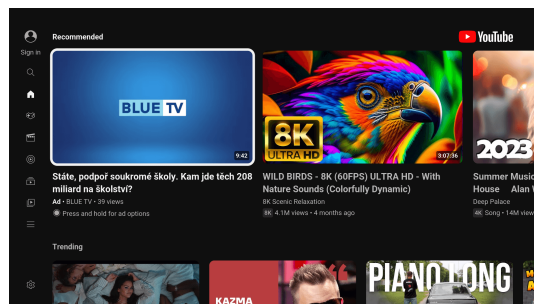 Recommended
YouTube
Sign in
BLUE TV
9:42
8K
ULTRA HD
3:07:36
2023
Státe, podpoř soukromé školy. Kam jde těch 208
miliard na školství?
Ad • BLUE TV • 39 views
Press and hold for ad options
WILD BIRDS - 8K (60FPS) ULTRA HD - With
Nature Sounds (Colorfully Dynamic)
8K Scenic Relaxation
8K 4.1M views • 4 months ago
Summer Music
House Alan W
Deep Palace
4K Song • 14M view
Trending
KAZMA
PIANO